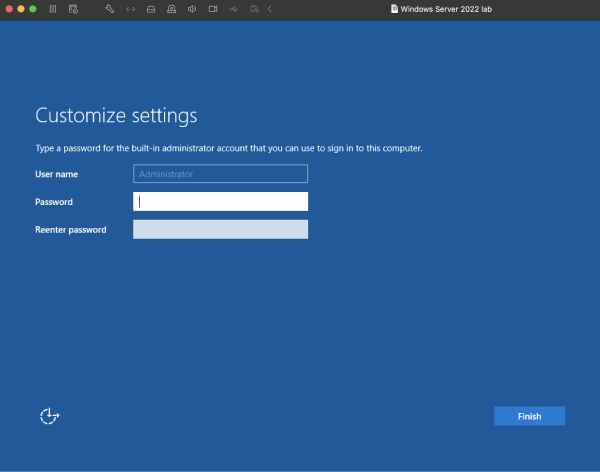 Windows Server 2022 lab
Customize settings
Type a password for the built-in administrator account that you can use to sign in to this computer.
User name
Administrator
Password
Reenter password
Finish